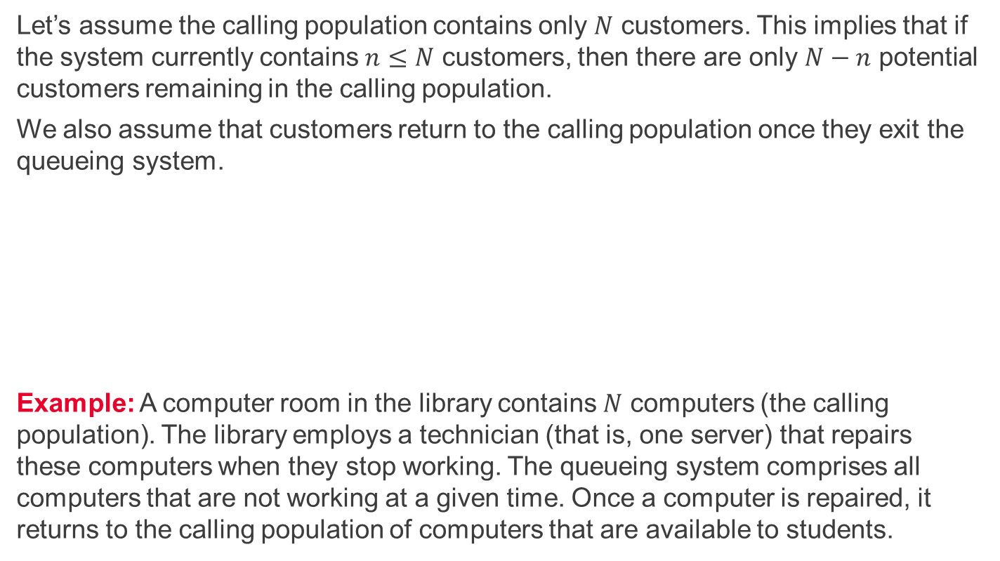 Let’s assume the calling population contains only N customers. This implies that if
the system currently contains n ≤ N customers, then there are only N − n potential
customers remaining in the calling population.
We also assume that customers return to the calling population once they exit the
queueing system.
Example: A computer room in the library contains N computers (the calling
population). The library employs a technician (that is, one server) that repairs
these computers when they stop working. The queueing system comprises all
computers that are not working at a given time. Once a computer is repaired, it
returns to the calling population of computers that are available to students.